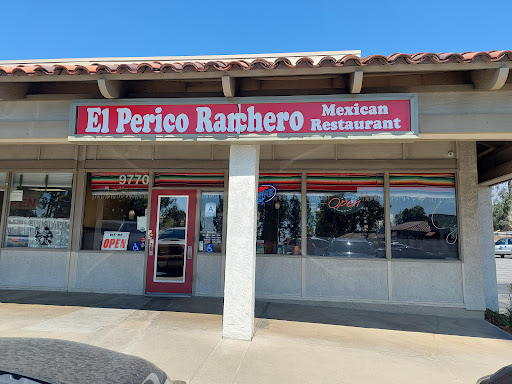 El Perico Ranchero
Mexican
Restaurant
9770
OPEN
Open
A